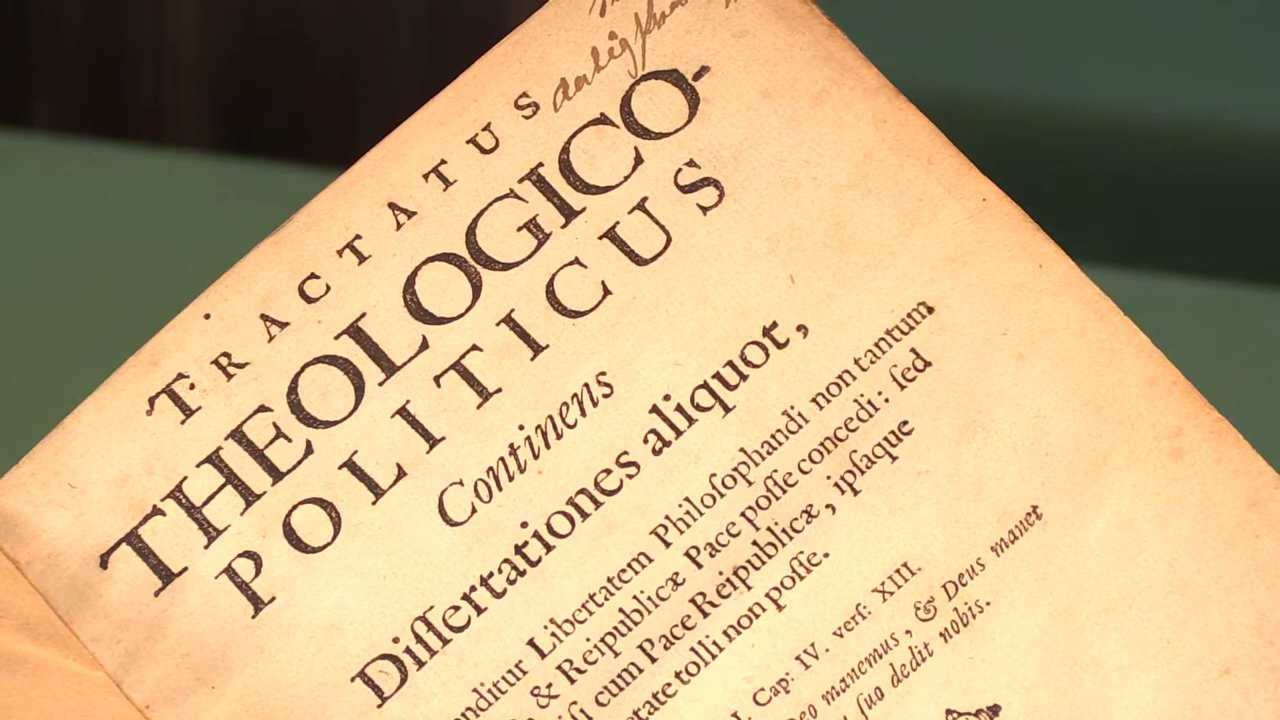 TRACTATUS
THEOLOGICO-
POLITICUS
Continens
Diſſertationes aliquot,
Libertatem Philoſophandi non tantum
& Reipublicæ Pace poſſe concedi: ſed
cum Pace Reipublicæ, ipſaque
tolli non poſſe.
Cap: IV. verſ: XIII.
manemus, & Deus manet
ſuo dedit nobis.